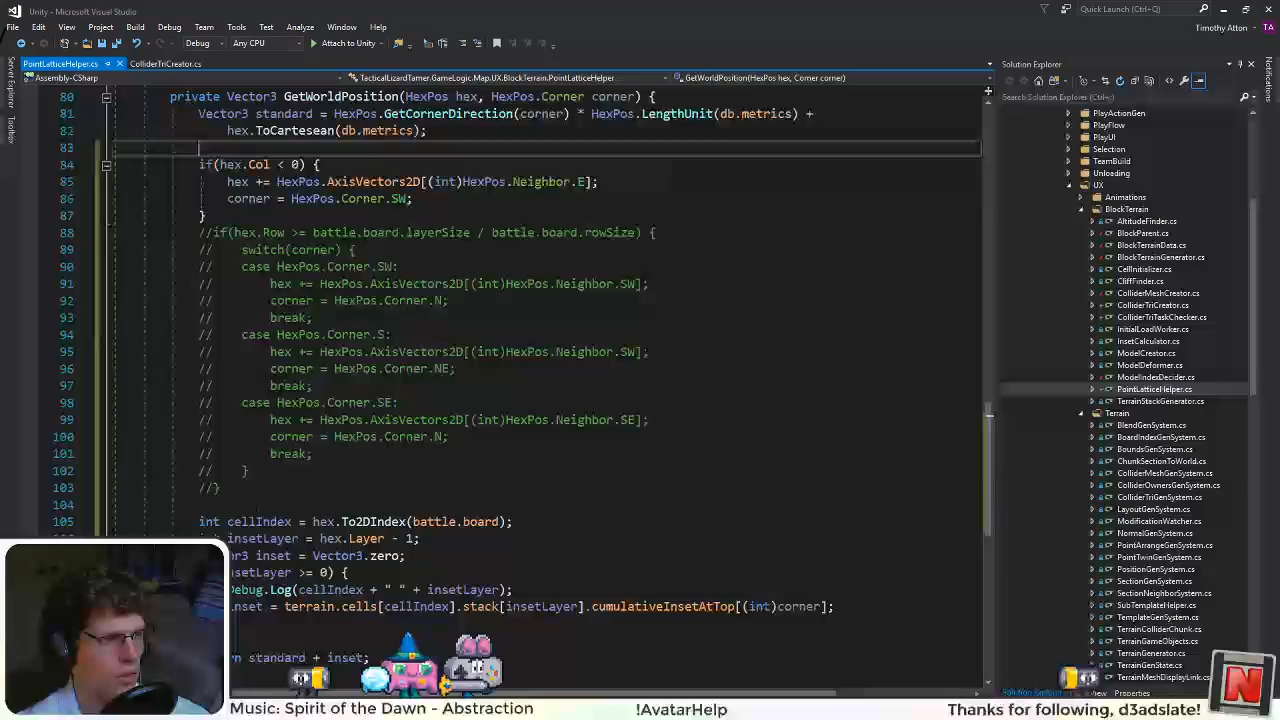 TacticalLizardTamer - Microsoft Visual Studio
Quick Launch (Ctrl+Q)
File Edit View Project Build Debug Team Tools Test Analyze Window Help
Timothy Atton TA
Debug Any CPU Attach to Unity
Server Explorer
Toolbox
PointLatticeHelper.cs ColliderTriCreator.cs
Assembly-CSharp TacticalLizardTamer.GameLogic.Map.UX.BlockTerrain.PointLatticeHelper GetWorldPosition(HexPos hex, Corner corner)
80 private Vector3 GetWorldPosition(HexPos hex, HexPos.Corner corner) {
81 Vector3 standard = HexPos.GetCornerDirection(corner) * HexPos.LengthUnit(db.metrics) +
82 hex.ToCartesean(db.metrics);
83
84 if(hex.Col < 0) {
85 hex += HexPos.AxisVectors2D[(int)HexPos.Neighbor.E];
86 corner = HexPos.Corner.SW;
87 }
88 //if(hex.Row >= battle.board.layerSize / battle.board.rowSize) {
89 // switch(corner) {
90 // case HexPos.Corner.SW:
91 // hex += HexPos.AxisVectors2D[(int)HexPos.Neighbor.SW];
92 // corner = HexPos.Corner.N;
93 // break;
94 // case HexPos.Corner.S:
95 // hex += HexPos.AxisVectors2D[(int)HexPos.Neighbor.SW];
96 // corner = HexPos.Corner.NE;
97 // break;
98 // case HexPos.Corner.SE:
99 // hex += HexPos.AxisVectors2D[(int)HexPos.Neighbor.SE];
100 // corner = HexPos.Corner.N;
101 // break;
102 // }
103 //}
104
105 int cellIndex = hex.To2DIndex(battle.board);
insetLayer = hex.Layer - 1;
inset = Vector3.zero;
insetLayer >= 0) {
Debug.Log(cellIndex + " " + insetLayer);
inset = terrain.cells[cellIndex].stack[insetLayer].cumulativeInsetAtTop[(int)corner];
standard + inset;
Solution Explorer
Search Solution Explorer
PlayActionGen
PlayFlow
PlayUI
Selection
TeamBuild
Unloading
UX
Animations
BlockTerrain
AltitudeFinder.cs
BlockParent.cs
BlockTerrainData.cs
BlockTerrainGenerator.cs
CellInitializer.cs
CliffFinder.cs
ColliderMeshCreator.cs
ColliderTriCreator.cs
ColliderTriTaskChecker.cs
InitialLoadWorker.cs
InsetCalculator.cs
ModelCreator.cs
ModelDeformer.cs
ModelIndexDecider.cs
PointLatticeHelper.cs
TerrainStackGenerator.cs
Terrain
BlendGenSystem.cs
BoardIndexGenSystem.cs
BoundsGenSystem.cs
ChunkSectionToWorld.cs
ColliderMeshGenSystem.cs
ColliderOwnersGenSystem.cs
ColliderTriGenSystem.cs
LayoutGenSystem.cs
ModificationWatcher.cs
NormalGenSystem.cs
PointArrangeGenSystem.cs
PointTwinGenSystem.cs
PositionGenSystem.cs
SectionGenSystem.cs
SectionNeighborGenSystem.cs
SubTemplateHelper.cs
TemplateGenSystem.cs
TerrainColliderChunk.cs
TerrainGameObjects.cs
TerrainGenerator.cs
TerrainGenState.cs
TerrainMeshDisplayLink.cs
Properties
N
Music: Spirit of the Dawn - Abstraction !AvatarHelp Thanks for following, d3adslate!